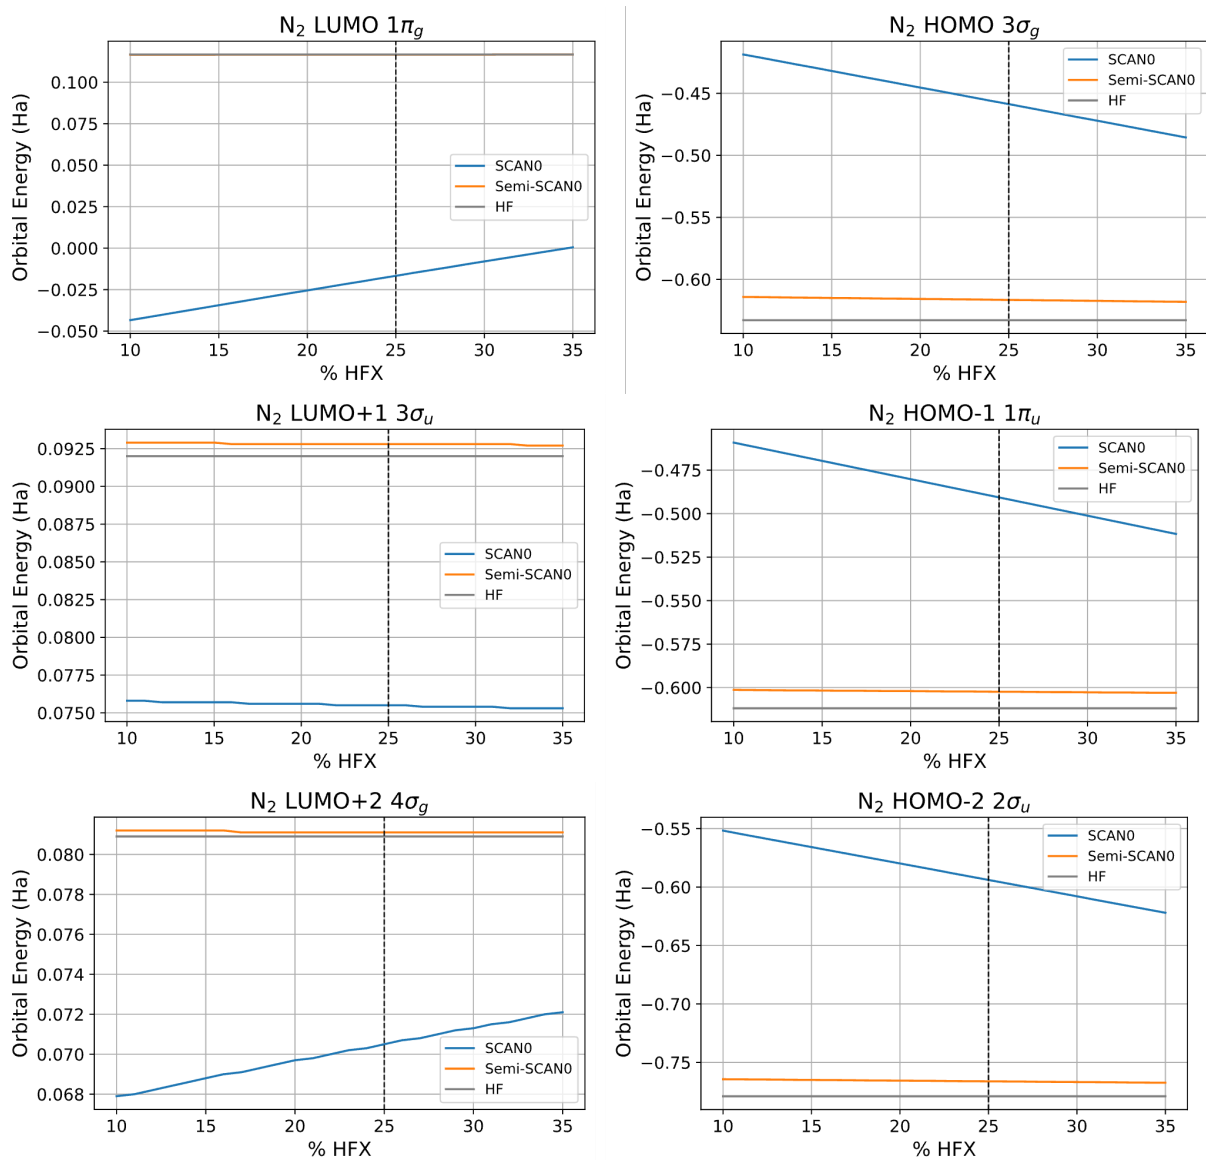 N₂ LUMO 1π_g
Orbital Energy (Ha)
0.100
0.075
0.050
0.025
0.000
−0.025
−0.050
10 15 20 25 30 35
% HFX
SCAN0
Semi-SCAN0
HF
N₂ HOMO 3σ_g
Orbital Energy (Ha)
−0.45
−0.50
−0.55
−0.60
10 15 20 25 30 35
% HFX
SCAN0
Semi-SCAN0
HF
N₂ LUMO+1 3σ_u
Orbital Energy (Ha)
0.0925
0.0900
0.0875
0.0850
0.0825
0.0800
0.0775
0.0750
10 15 20 25 30 35
% HFX
SCAN0
Semi-SCAN0
HF
N₂ HOMO-1 1π_u
Orbital Energy (Ha)
−0.475
−0.500
−0.525
−0.550
−0.575
−0.600
10 15 20 25 30 35
% HFX
SCAN0
Semi-SCAN0
HF
N₂ LUMO+2 4σ_g
Orbital Energy (Ha)
0.080
0.078
0.076
0.074
0.072
0.070
0.068
10 15 20 25 30 35
% HFX
SCAN0
Semi-SCAN0
HF
N₂ HOMO-2 2σ_u
Orbital Energy (Ha)
−0.55
−0.60
−0.65
−0.70
−0.75
10 15 20 25 30 35
% HFX
SCAN0
Semi-SCAN0
HF